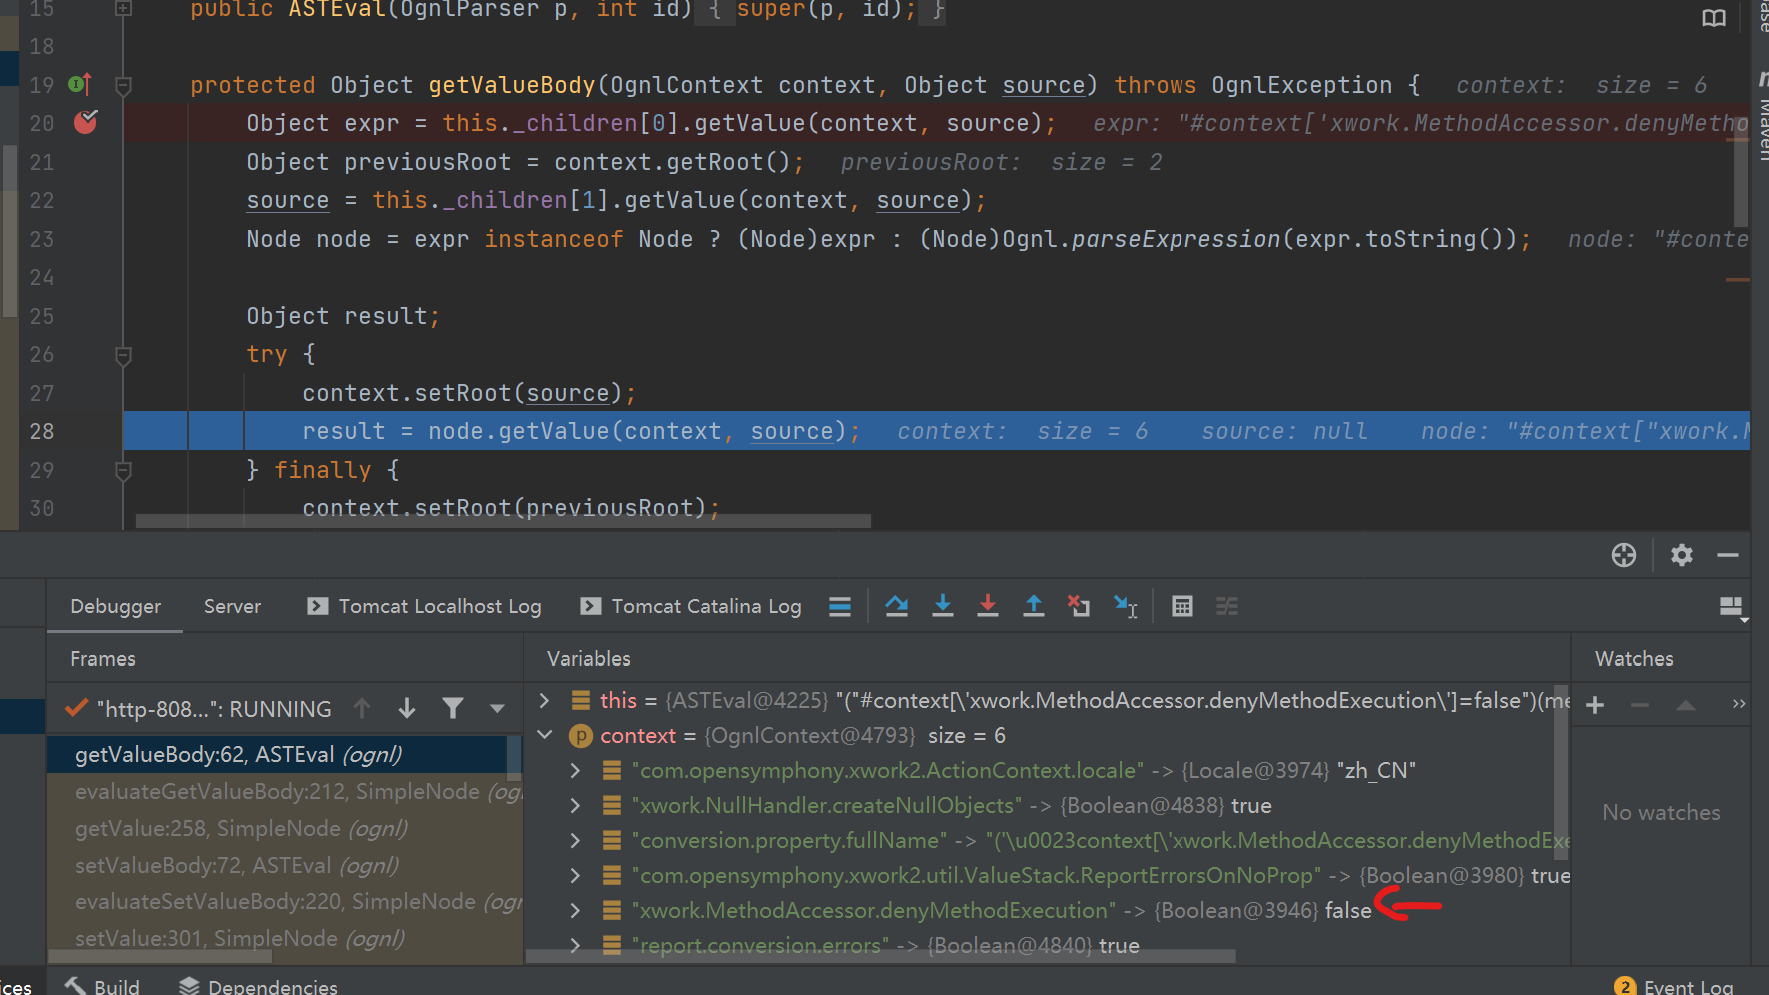 15 public ASTEval(OgnlParser p, int id) { super(p, id); }
18
19 protected Object getValueBody(OgnlContext context, Object source) throws OgnlException { context: size = 6
20 Object expr = this._children[0].getValue(context, source); expr: "#context['xwork.MethodAccessor.denyMetho
21 Object previousRoot = context.getRoot(); previousRoot: size = 2
22 source = this._children[1].getValue(context, source);
23 Node node = expr instanceof Node ? (Node)expr : (Node)Ognl.parseExpression(expr.toString()); node: "#conte
24
25 Object result;
26 try {
27 context.setRoot(source);
28 result = node.getValue(context, source); context: size = 6 source: null node: "#context["xwork.M
29 } finally {
30 context.setRoot(previousRoot);
Maven
Debugger Server Tomcat Localhost Log Tomcat Catalina Log
Frames Variables Watches
"http-808...": RUNNING
getValueBody:62, ASTEval (ognl)
evaluateGetValueBody:212, SimpleNode (ogn
getValue:258, SimpleNode (ognl)
setValueBody:72, ASTEval (ognl)
evaluateSetValueBody:220, SimpleNode (ogn
setValue:301, SimpleNode (ognl)
this = {ASTEval@4225} "("#context[\'xwork.MethodAccessor.denyMethodExecution\']=false")(me
context = {OgnlContext@4793} size = 6
"com.opensymphony.xwork2.ActionContext.locale" -> {Locale@3974} "zh_CN"
"xwork.NullHandler.createNullObjects" -> {Boolean@4838} true
"conversion.property.fullName" -> "('\u0023context[\'xwork.MethodAccessor.denyMethodExe
"com.opensymphony.xwork2.util.ValueStack.ReportErrorsOnNoProp" -> {Boolean@3980} true
"xwork.MethodAccessor.denyMethodExecution" -> {Boolean@3946} false
"report.conversion.errors" -> {Boolean@4840} true
No watches
ices Build Dependencies 2 Event Log